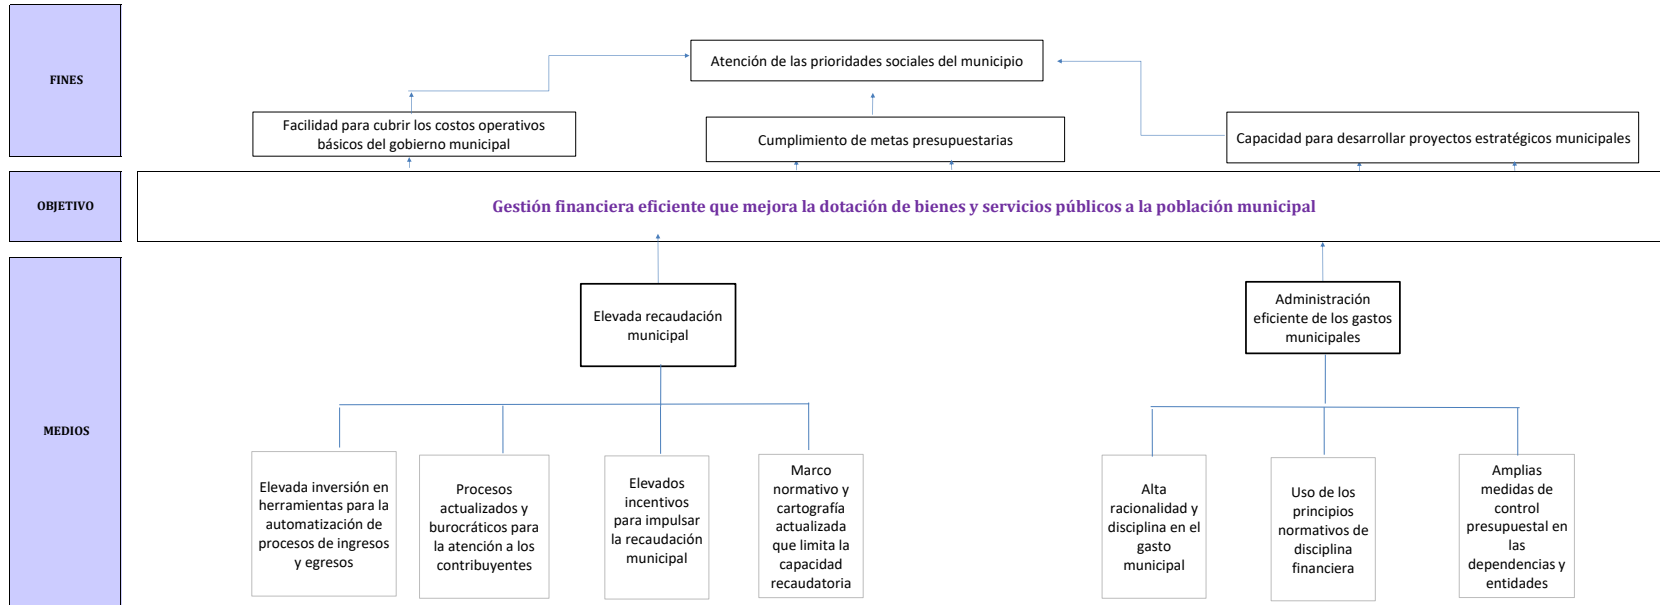 FINES
Atención de las prioridades sociales del municipio
Facilidad para cubrir los costos operativos
básicos del gobierno municipal
Cumplimiento de metas presupuestarias
Capacidad para desarrollar proyectos estratégicos municipales
OBJETIVO
Gestión financiera eficiente que mejora la dotación de bienes y servicios públicos a la población municipal
MEDIOS
Elevada recaudación
municipal
Administración
eficiente de los gastos
municipales
Elevada inversión en
herramientas para la
automatización de
procesos de ingresos
y egresos
Procesos
actualizados y
burocráticos para
la atención a los
contribuyentes
Elevados
incentivos
para impulsar
la recaudación
municipal
Marco
normativo y
cartografía
actualizada
que limita la
capacidad
recaudatoria
Alta
racionalidad y
disciplina en el
gasto
municipal
Uso de los
principios
normativos de
disciplina
financiera
Amplias
medidas de
control
presupuestal en
las
dependencias y
entidades